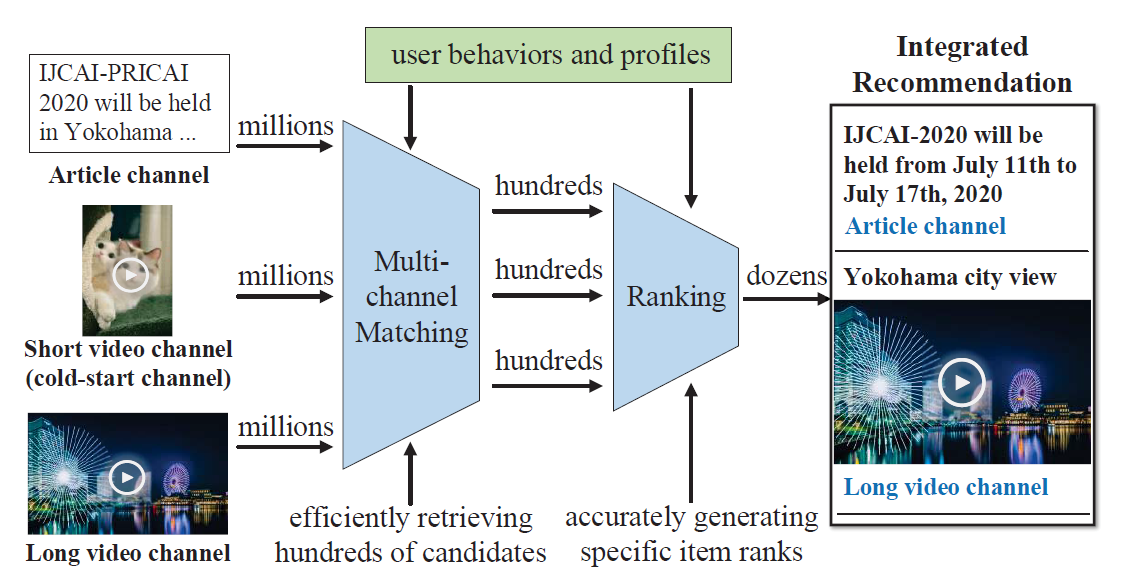 user behaviors and profiles
IJCAI-PRICAI
2020 will be held
in Yokohama ...
Article channel
millions
Short video channel
(cold-start channel)
millions
Long video channel
millions
Multi-
channel
Matching
efficiently retrieving
hundreds of candidates
hundreds
hundreds
hundreds
Ranking
accurately generating
specific item ranks
dozens
Integrated
Recommendation
IJCAI-2020 will be
held from July 11th to
July 17th, 2020
Article channel
Yokohama city view
Long video channel